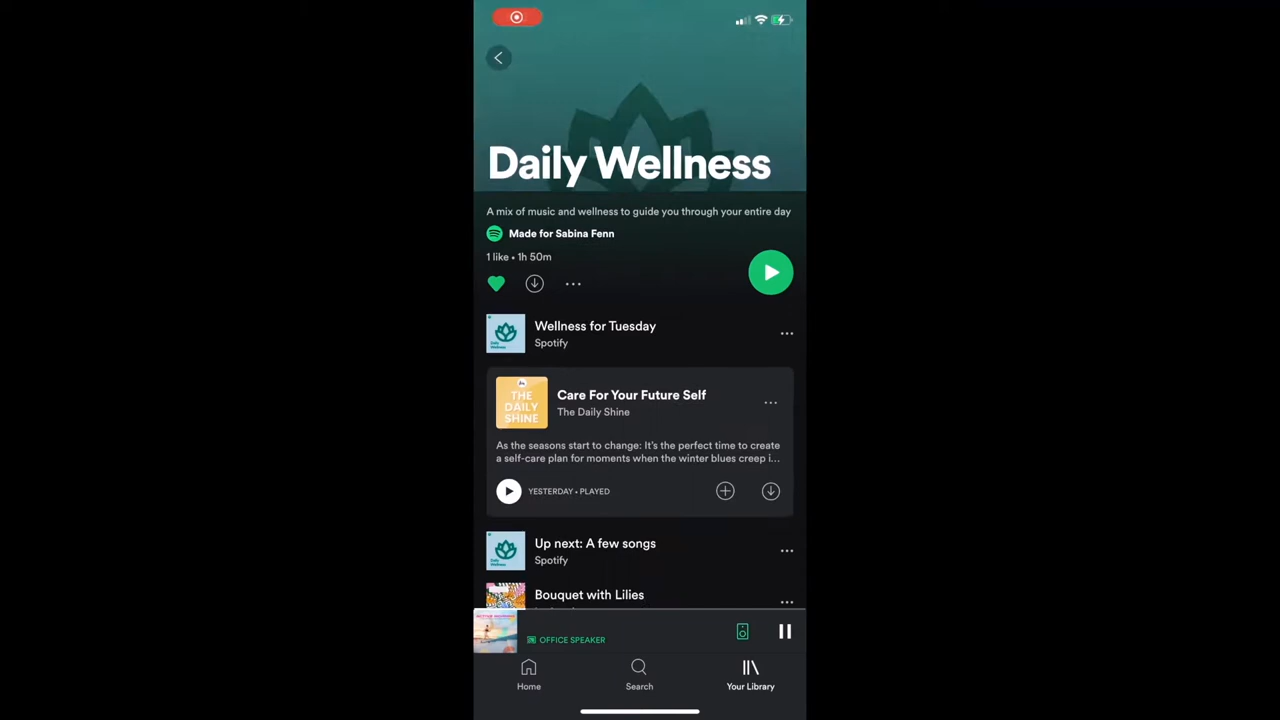 Daily Wellness
A mix of music and wellness to guide you through your entire day
Made for Sabina Fenn
1 like • 1h 50m
Wellness for Tuesday
Spotify
THE
DAILY
SHINE
Care For Your Future Self
The Daily Shine
As the seasons start to change: It's the perfect time to create
a self-care plan for moments when the winter blues creep i...
YESTERDAY • PLAYED
Daily
Wellness
Up next: A few songs
Spotify
Bouquet with Lilies
OFFICE SPEAKER
Home
Search
Your Library